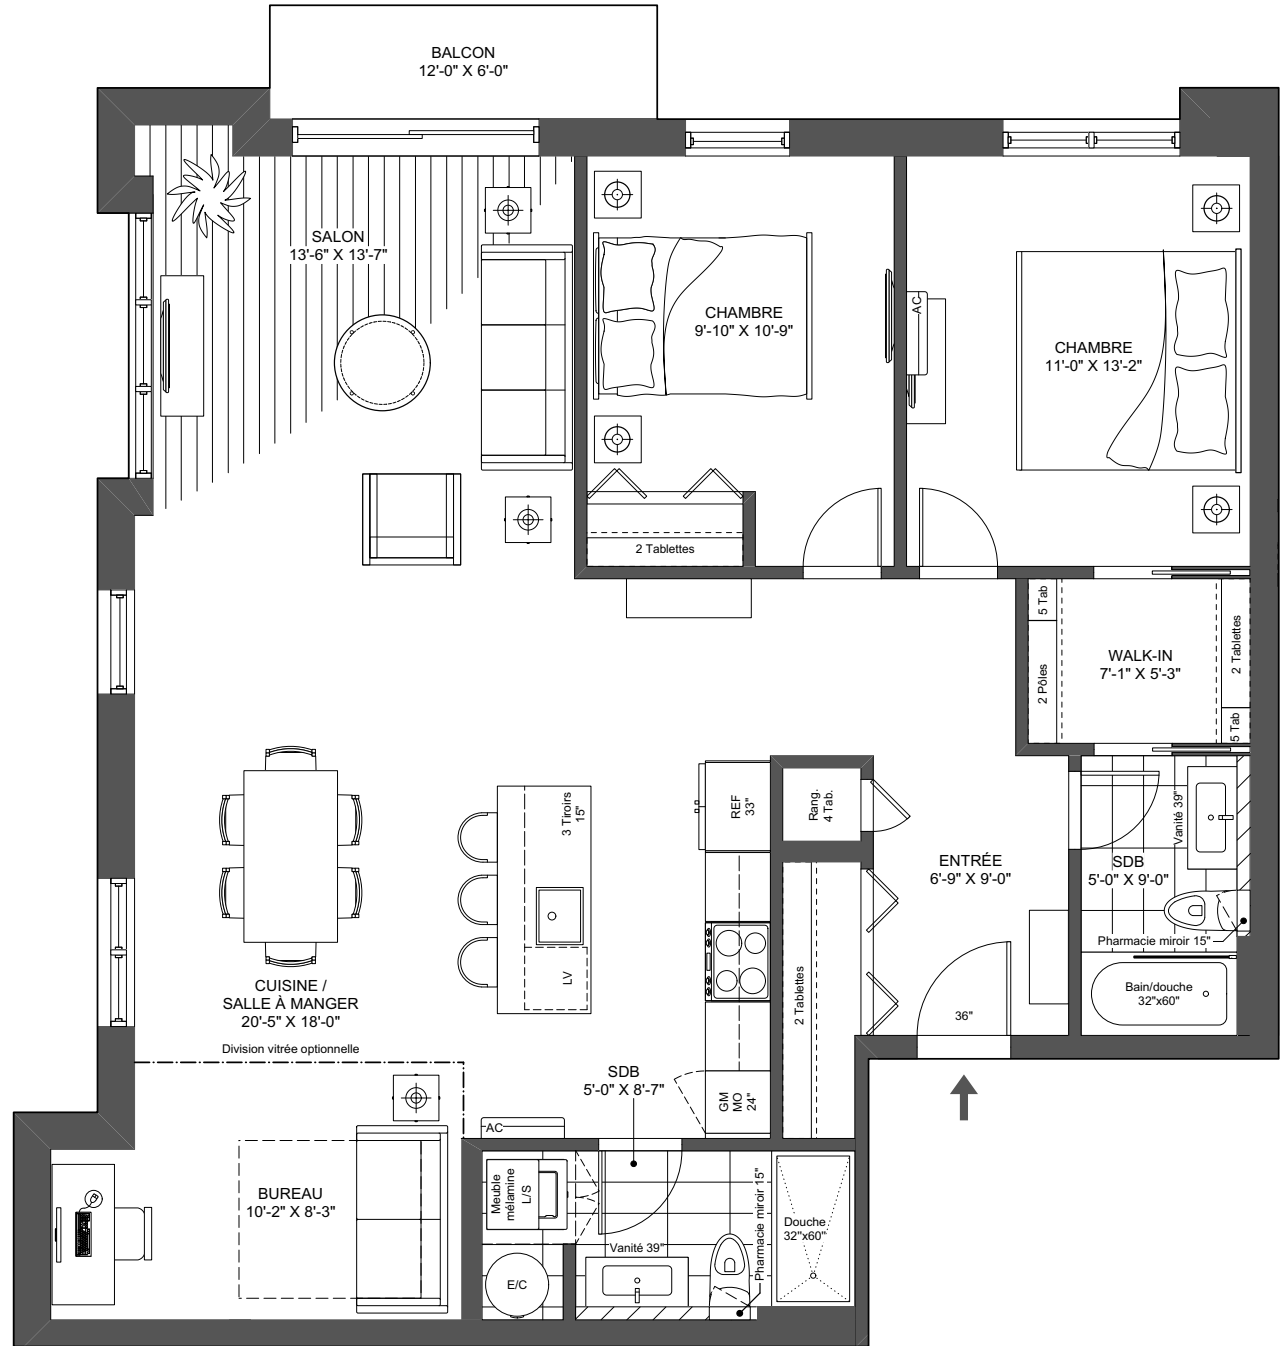 BALCON
12'-0" X 6'-0"
SALON
13'-6" X 13'-7"
CHAMBRE
9'-10" X 10'-9"
AC
CHAMBRE
11'-0" X 13'-2"
2 Tablettes
5 Tab
2 Pôles
WALK-IN
7'-1" X 5'-3"
2 Tablettes
5 Tab
REF
33"
3 Tiroirs
15"
LV
Rang.
4 Tab.
ENTRÉE
6'-9" X 9'-0"
Vanité 39"
SDB
5'-0" X 9'-0"
Pharmacie miroir 15"
Bain/douche
32"x60"
2 Tablettes
36"
CUISINE /
SALLE À MANGER
20'-5" X 18'-0"
Division vitrée optionnelle
SDB
5'-0" X 8'-7"
GM
MO
24"
AC
BUREAU
10'-2" X 8'-3"
Meuble
mélamine
L/S
E/C
Vanité 39"
Pharmacie miroir 15"
Douche
32"x60"